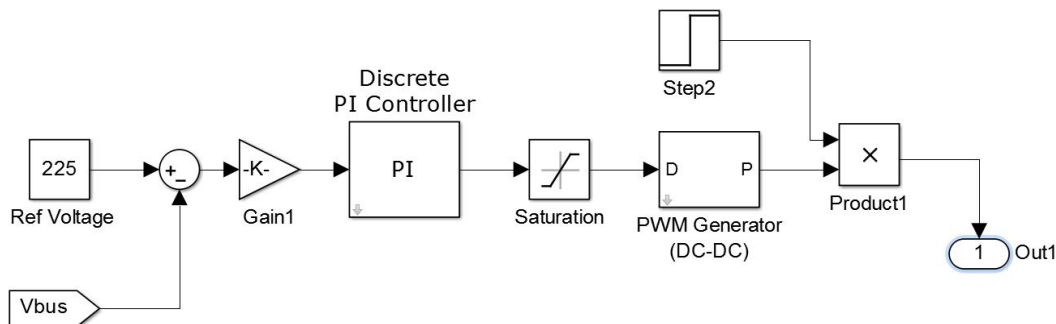 Step2
Discrete
PI Controller
225
+
-
-K-
PI
D
P
×
Ref Voltage
Gain1
Saturation
PWM Generator
(DC-DC)
Product1
1
Out1
Vbus